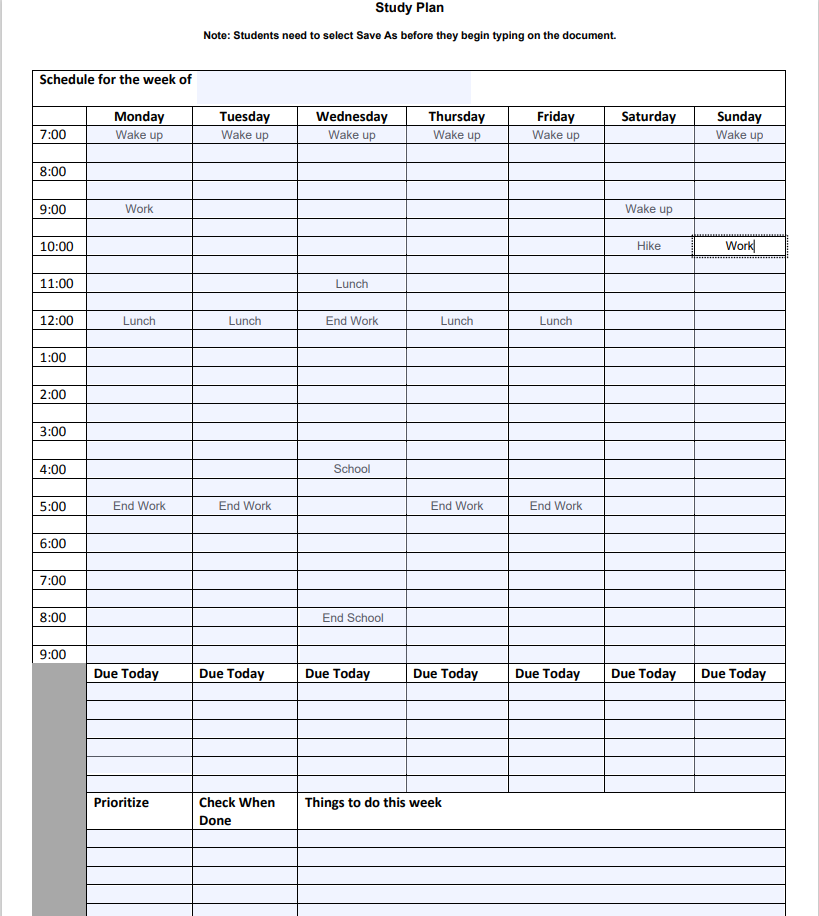 Study Plan
Note: Students need to select Save As before they begin typing on the document.
Schedule for the week of
Monday Tuesday Wednesday Thursday Friday Saturday Sunday
7:00 Wake up Wake up Wake up Wake up Wake up Wake up
8:00
9:00 Work Wake up
10:00 Hike Work
11:00 Lunch
12:00 Lunch Lunch End Work Lunch Lunch
1:00
2:00
3:00
4:00 School
5:00 End Work End Work End Work End Work
6:00
7:00
8:00 End School
9:00
Due Today Due Today Due Today Due Today Due Today Due Today Due Today
Prioritize Check When Things to do this week
Done